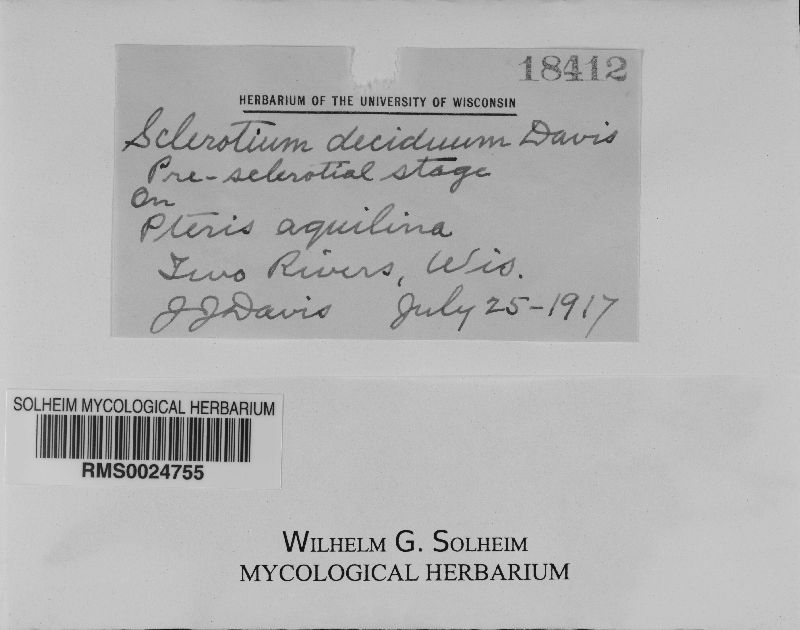 18412
HERBARIUM OF THE UNIVERSITY OF WISCONSIN
Sclerotium deciduum Davis
Pre-sclerotial stage
On
Pteris aquilina
Two Rivers, Wis.
J J Davis July 25-1917
SOLHEIM MYCOLOGICAL HERBARIUM
RMS0024755
WILHELM G. SOLHEIM
MYCOLOGICAL HERBARIUM